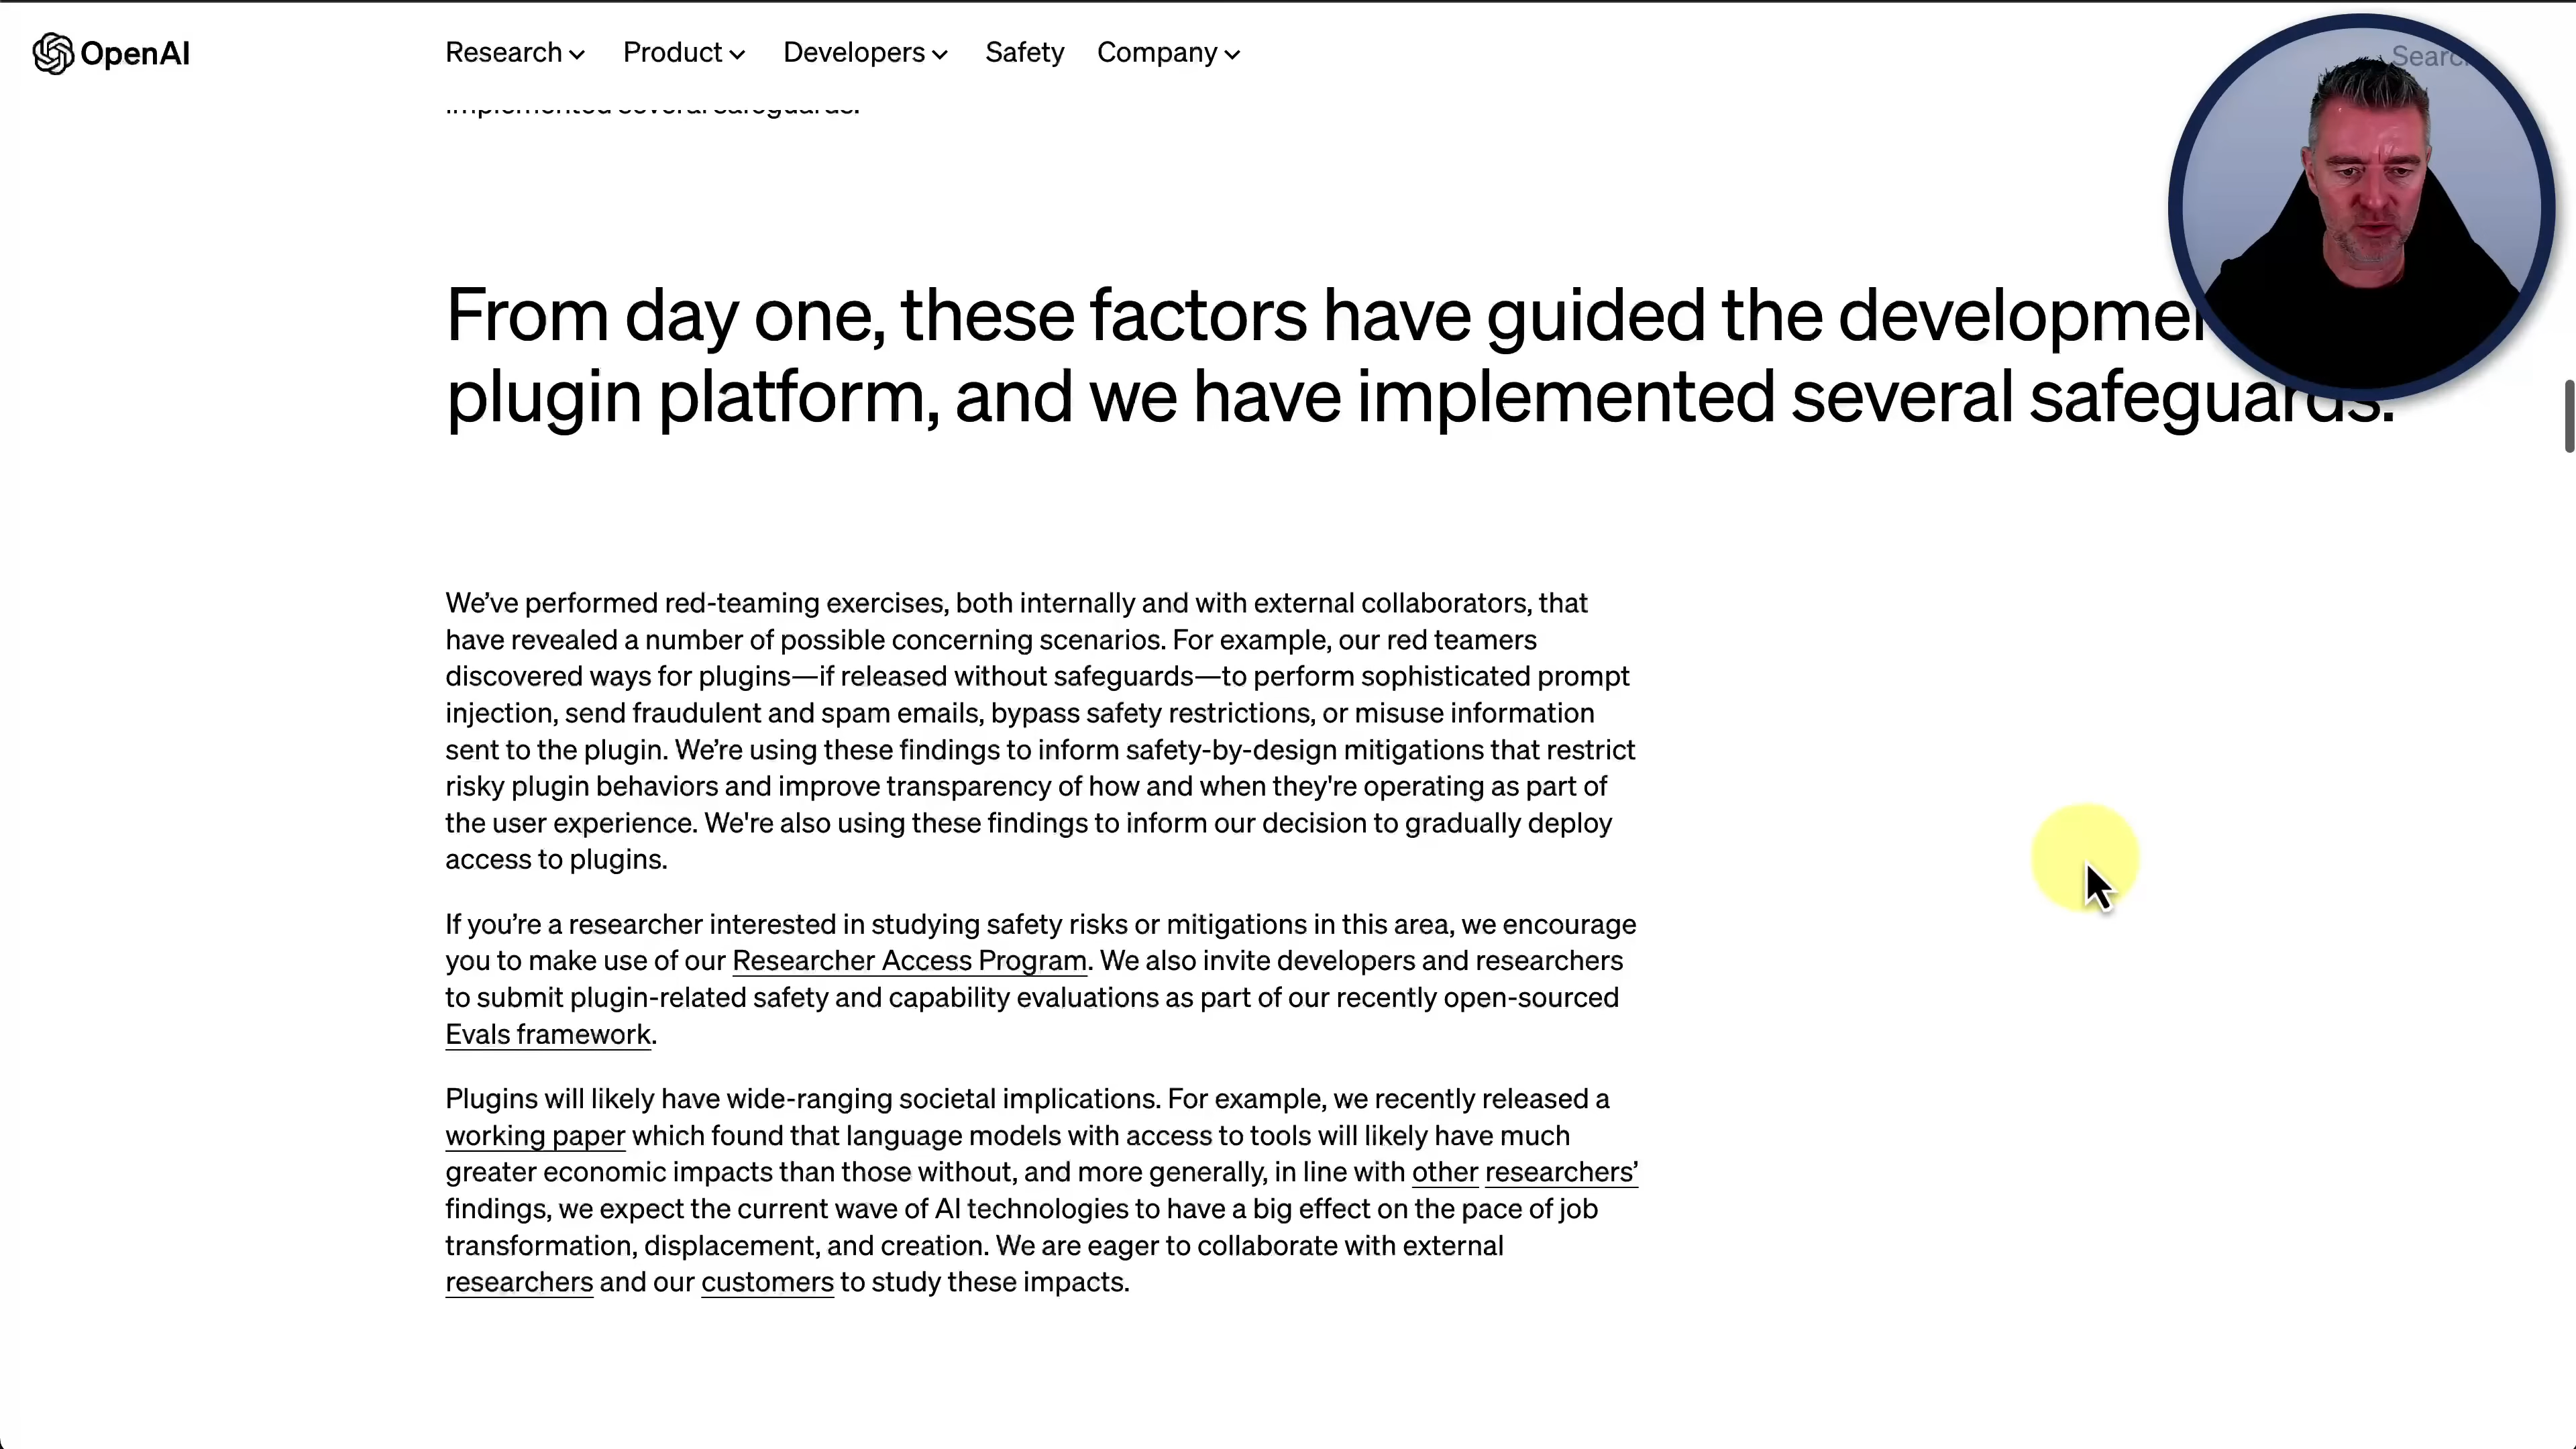 OpenAI
Research
Product
Developers
Safety
Company
Searc
implemented several safeguards.
From day one, these factors have guided the developmen
plugin platform, and we have implemented several safeguards.
We’ve performed red-teaming exercises, both internally and with external collaborators, that
have revealed a number of possible concerning scenarios. For example, our red teamers
discovered ways for plugins—if released without safeguards—to perform sophisticated prompt
injection, send fraudulent and spam emails, bypass safety restrictions, or misuse information
sent to the plugin. We’re using these findings to inform safety-by-design mitigations that restrict
risky plugin behaviors and improve transparency of how and when they're operating as part of
the user experience. We're also using these findings to inform our decision to gradually deploy
access to plugins.
If you’re a researcher interested in studying safety risks or mitigations in this area, we encourage
you to make use of our Researcher Access Program. We also invite developers and researchers
to submit plugin-related safety and capability evaluations as part of our recently open-sourced
Evals framework.
Plugins will likely have wide-ranging societal implications. For example, we recently released a
working paper which found that language models with access to tools will likely have much
greater economic impacts than those without, and more generally, in line with other researchers’
findings, we expect the current wave of AI technologies to have a big effect on the pace of job
transformation, displacement, and creation. We are eager to collaborate with external
researchers and our customers to study these impacts.